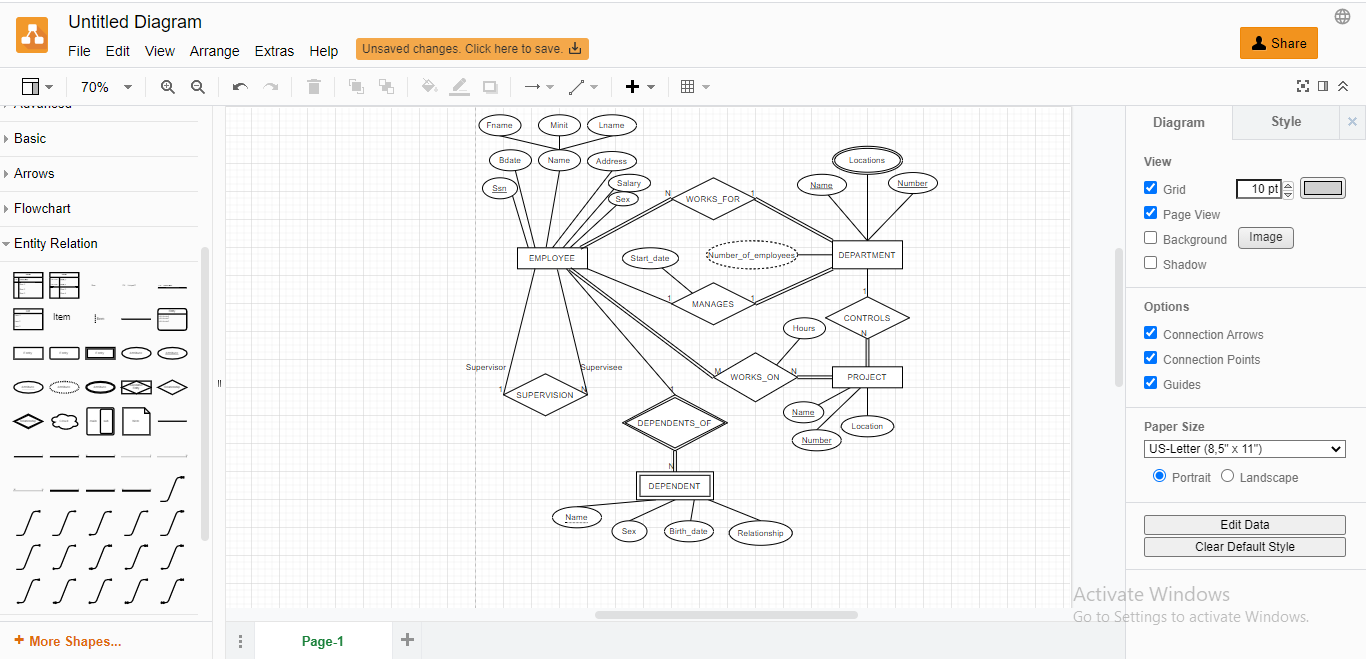 Untitled Diagram
File Edit View Arrange Extras Help
Unsaved changes. Click here to save.
Share
70%
Advanced
Basic
Arrows
Flowchart
Entity Relation
Item
More Shapes...
Fname Minit Lname
Bdate Name Address
Ssn Salary
Sex
N WORKS_FOR 1
Locations
Name Number
EMPLOYEE
Start_date
Number_of_employees
DEPARTMENT
1 MANAGES 1
1
CONTROLS
N
Hours
Supervisor Supervisee
M WORKS_ON N
PROJECT
1 SUPERVISION N
1
DEPENDENTS_OF
N
Name
Number
Location
DEPENDENT
Name
Sex
Birth_date
Relationship
Page-1
Diagram Style
View
Grid 10 pt
Page View
Background Image
Shadow
Options
Connection Arrows
Connection Points
Guides
Paper Size
US-Letter (8,5" x 11")
Portrait Landscape
Edit Data
Clear Default Style
Activate Windows
Go to Settings to activate Windows.